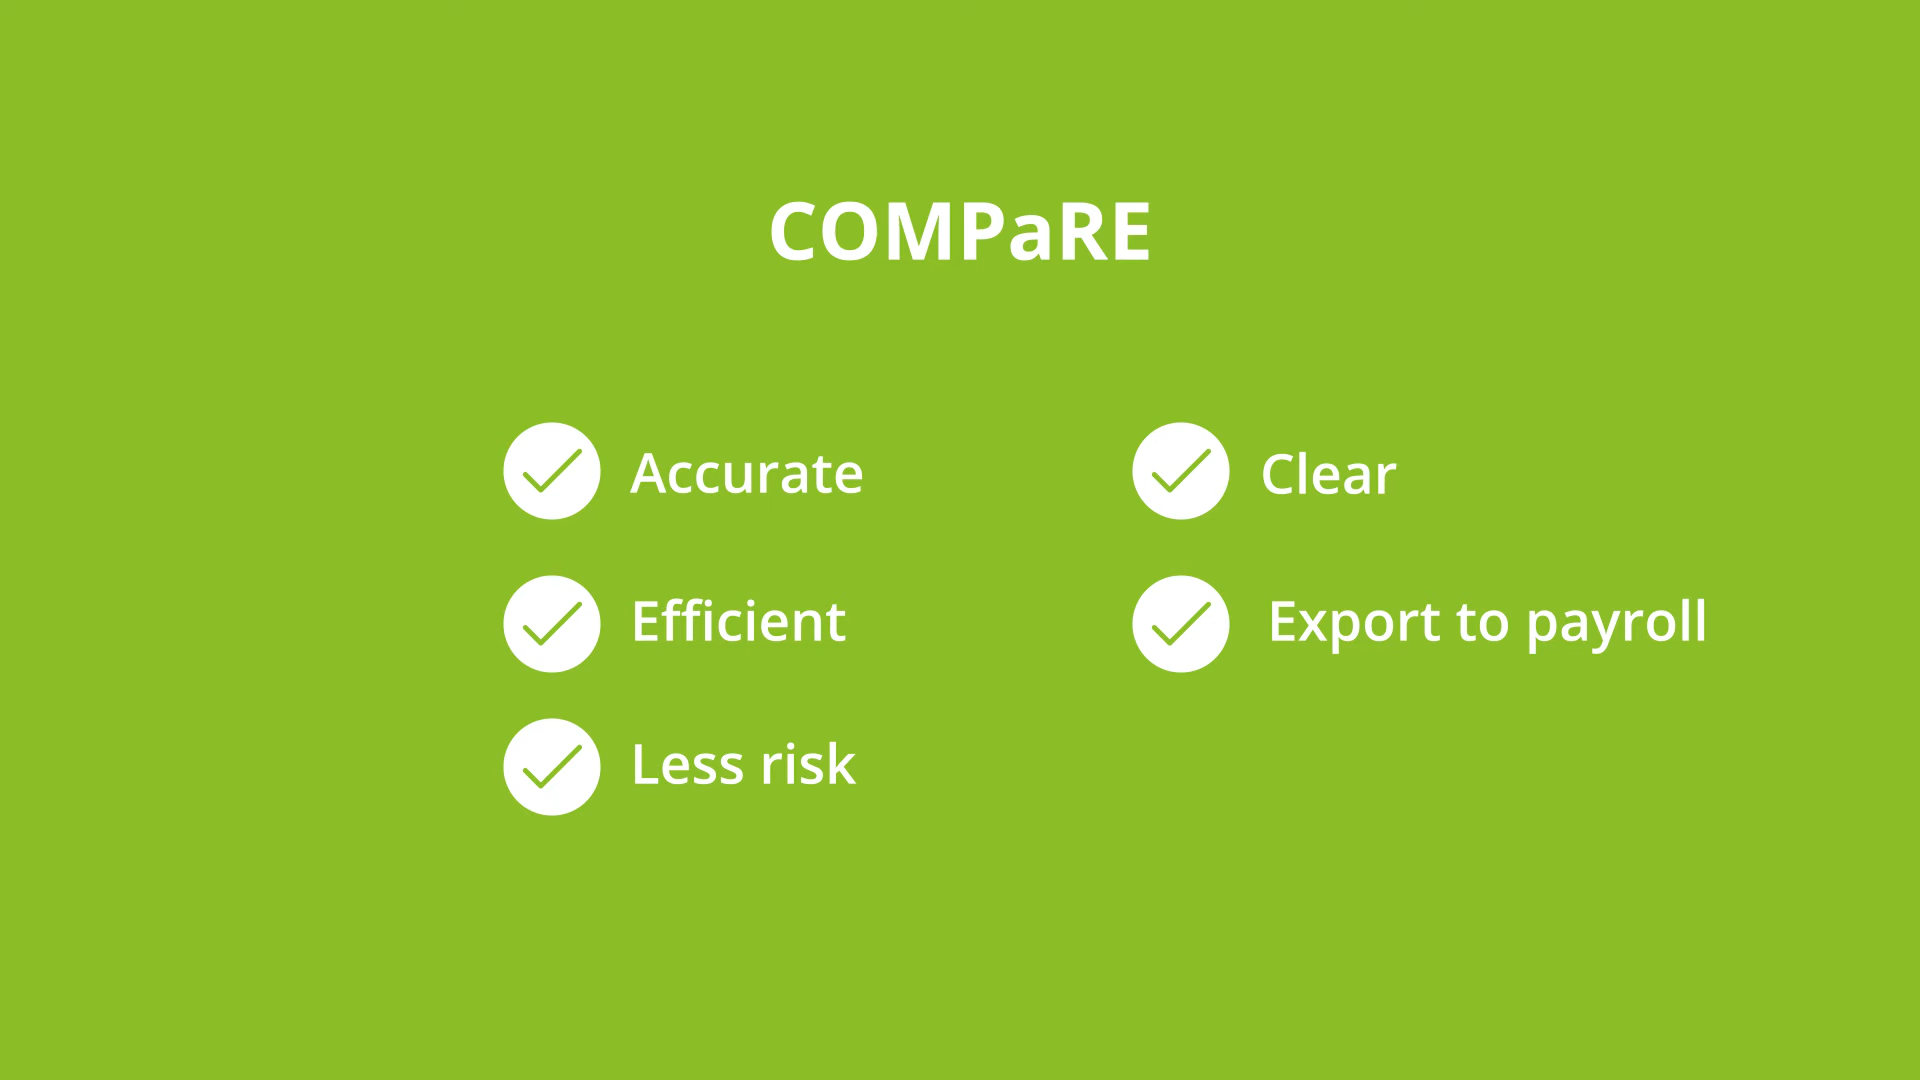 COMPaRE
Accurate
Efficient
Less risk
Clear
Export to payroll